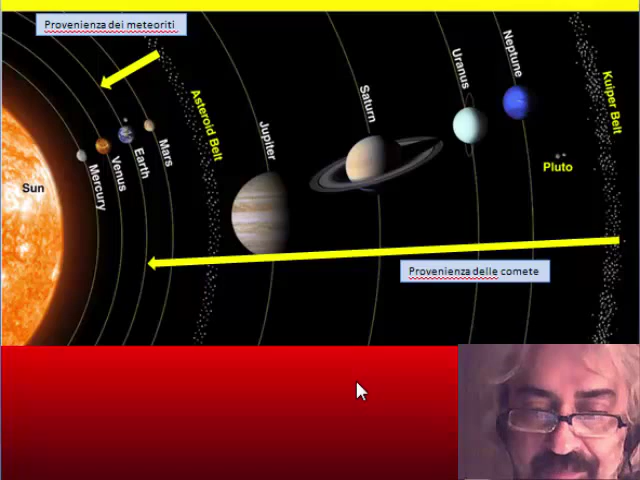 Provenienza dei meteoriti
Sun
Mercury
Venus
Earth
Mars
Asteroid Belt
Jupiter
Saturn
Uranus
Neptune
Pluto
Kuiper Belt
Provenienza delle comete